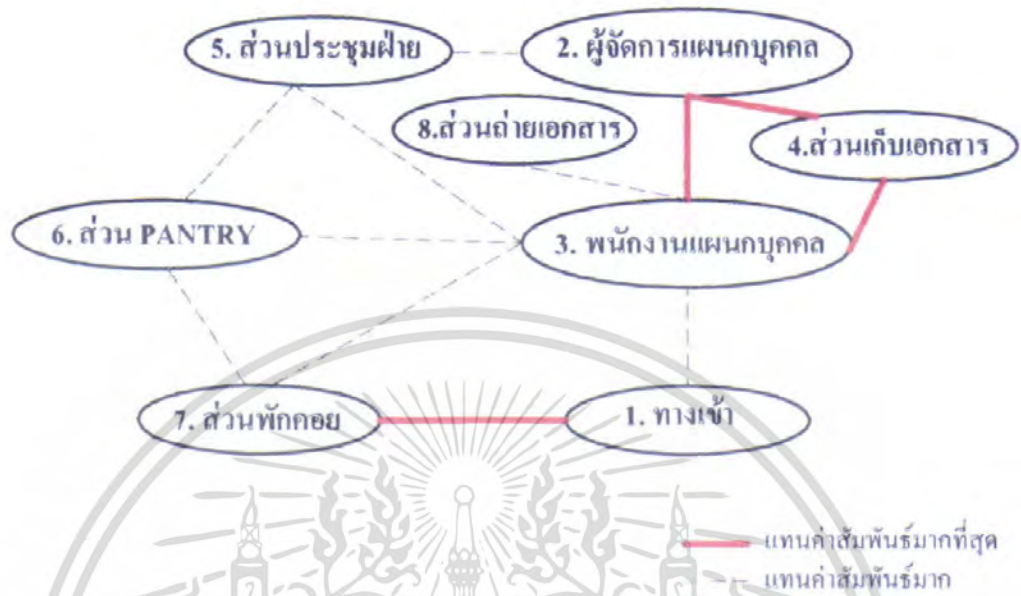 5. ส่วนประชุมฝ่าย
2. ผู้จัดการแผนกบุคคล
8.ส่วนถ่ายเอกสาร
4.ส่วนเก็บเอกสาร
6. ส่วน PANTRY
3. พนักงานแผนกบุคคล
7. ส่วนพักคอย
1. ทางเข้า
แทนค่าสัมพันธ์มากที่สุด
แทนค่าสัมพันธ์มาก